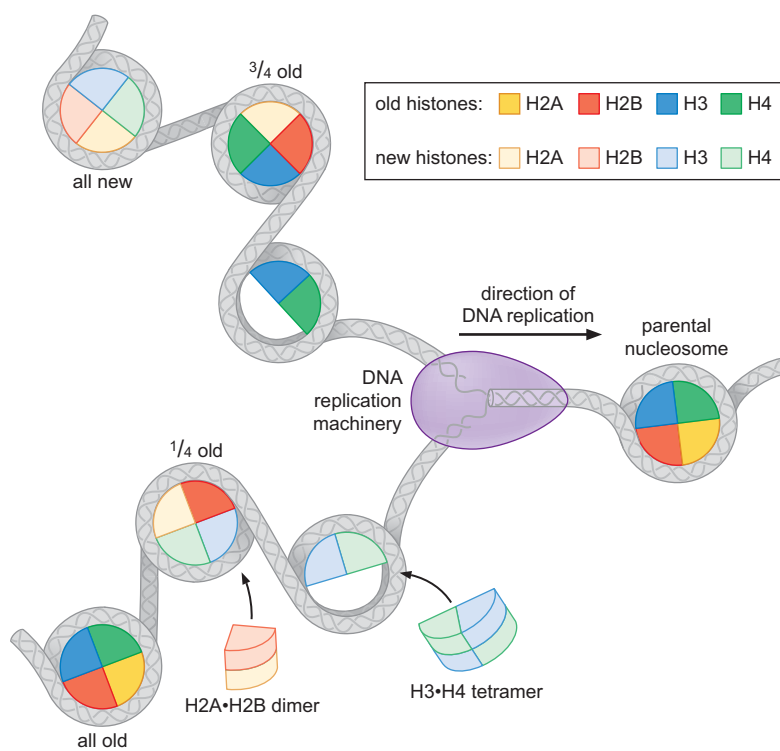 3/4 old
all new
old histones: H2A H2B H3 H4
new histones: H2A H2B H3 H4
direction of
DNA replication
parental
nucleosome
DNA
replication
machinery
1/4 old
H2A•H2B dimer
H3•H4 tetramer
all old